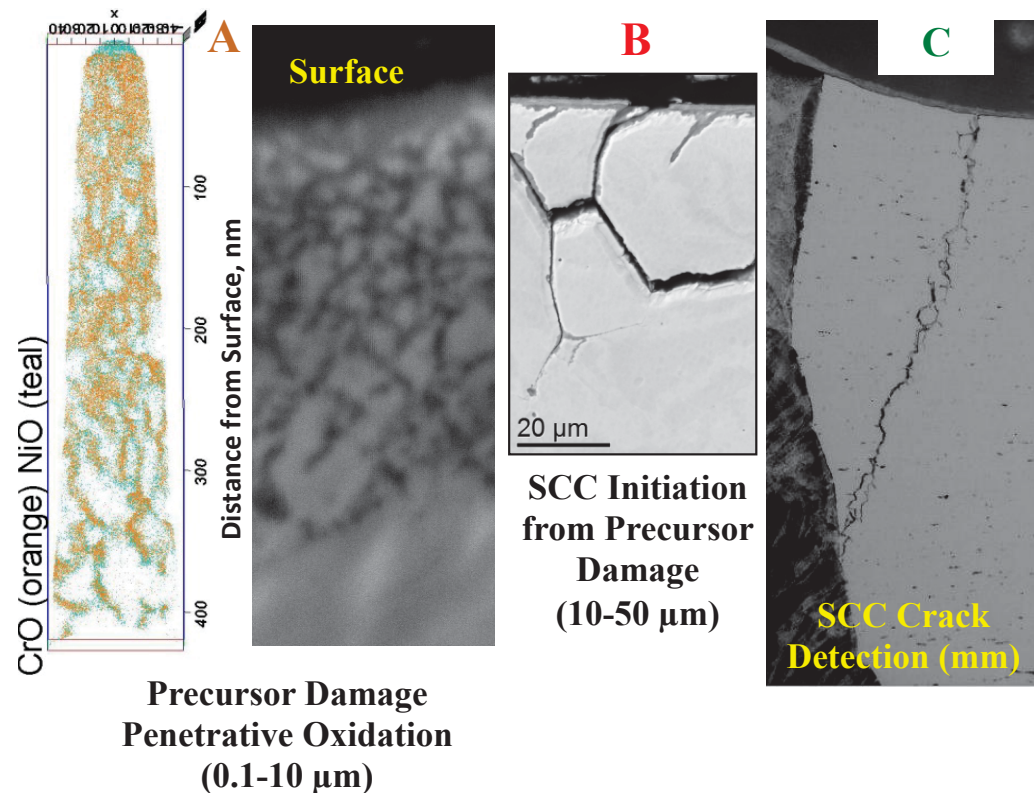 x
A
CrO (orange) NiO (teal)
100
200
300
400
Distance from Surface, nm
Surface
Precursor Damage
Penetrative Oxidation
(0.1-10 µm)
B
20 µm
SCC Initiation
from Precursor
Damage
(10-50 µm)
C
SCC Crack
Detection (mm)